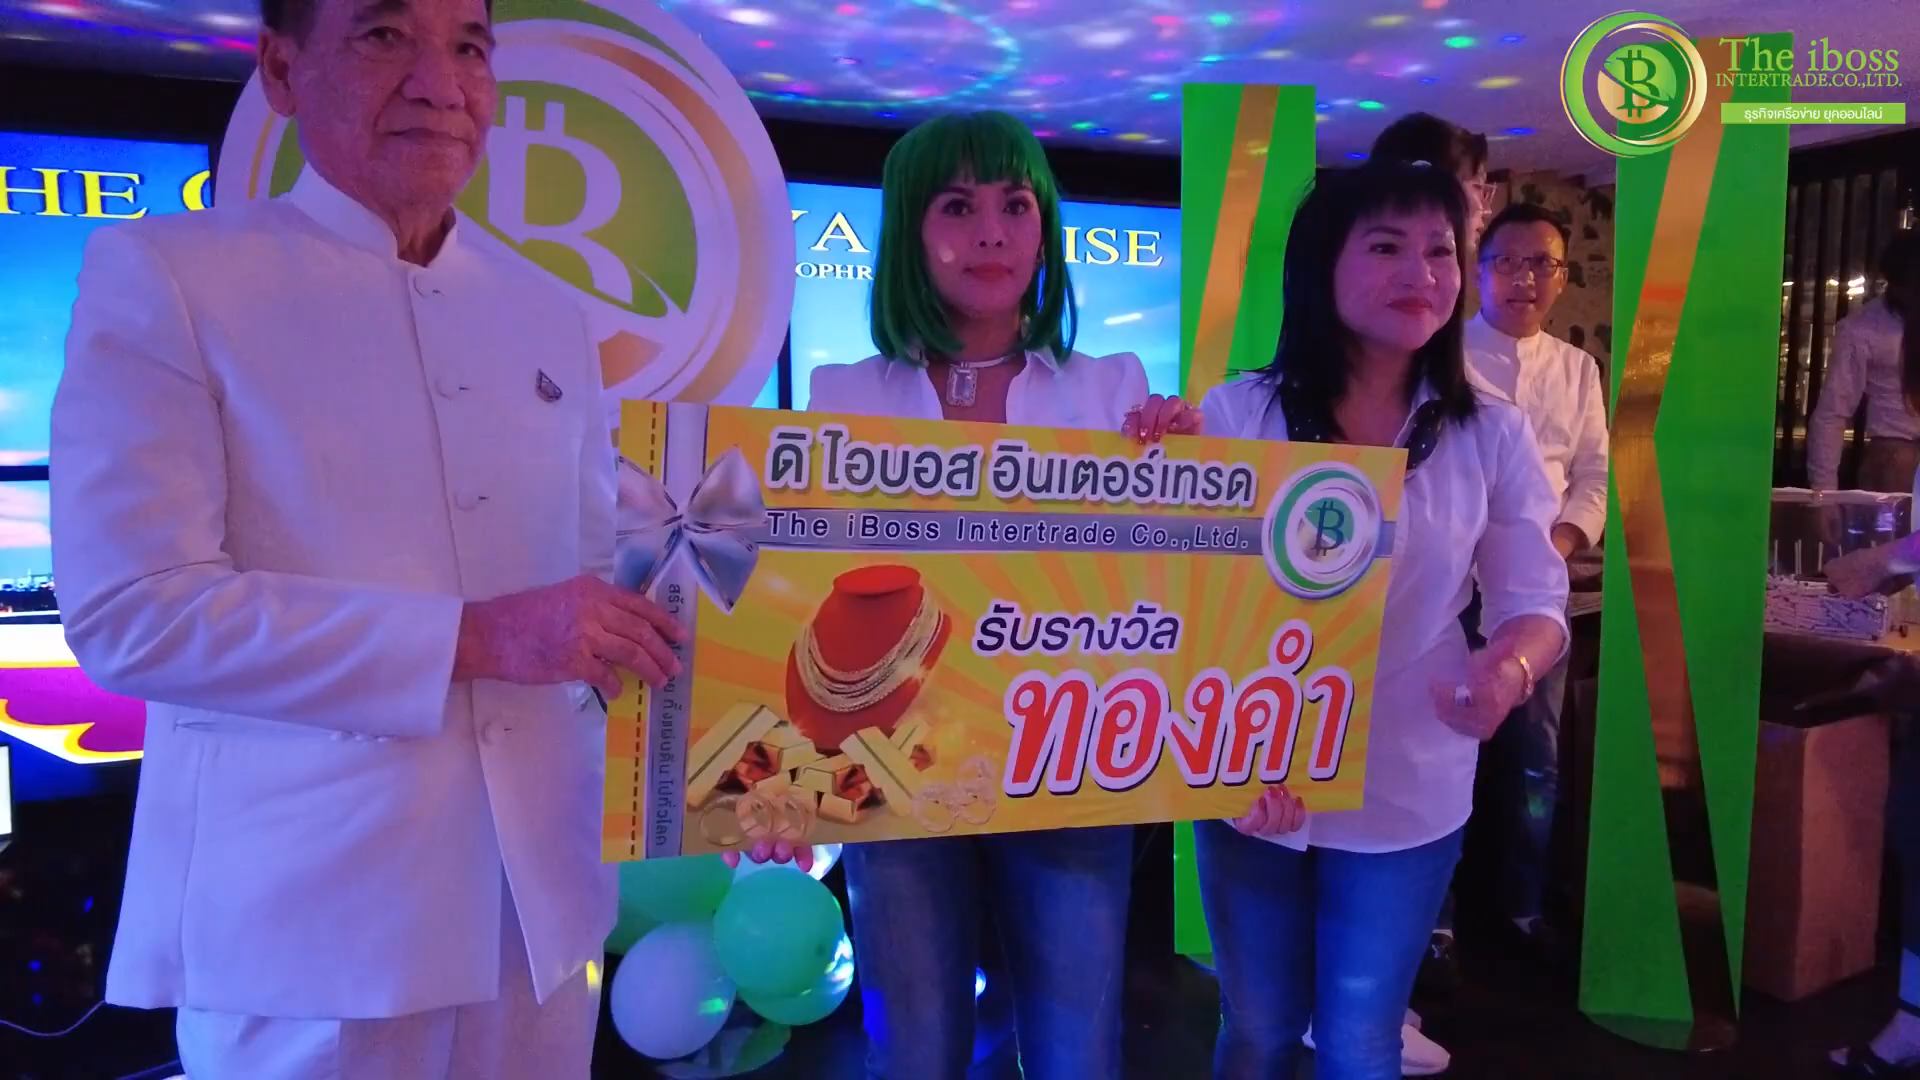 The iboss
INTERTRADE.CO.,LTD.
ธุรกิจเครือข่าย ยุคออนไลน์
HE
YA
ISE
OPHR
ดิ ไอบอส อินเตอร์เทรด
The iBoss Intertrade Co.,Ltd.
รับรางวัล
ทองคำ